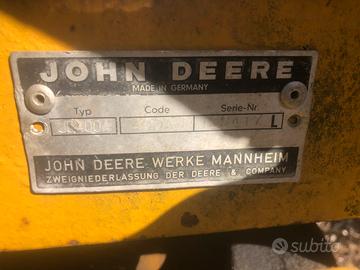 JOHN DEERE
MADE IN GERMANY
Typ Code Serie-Nr.
L
JOHN DEERE WERKE MANNHEIM
ZWEIGNIEDERLASSUNG DER DEERE & COMPANY
subito